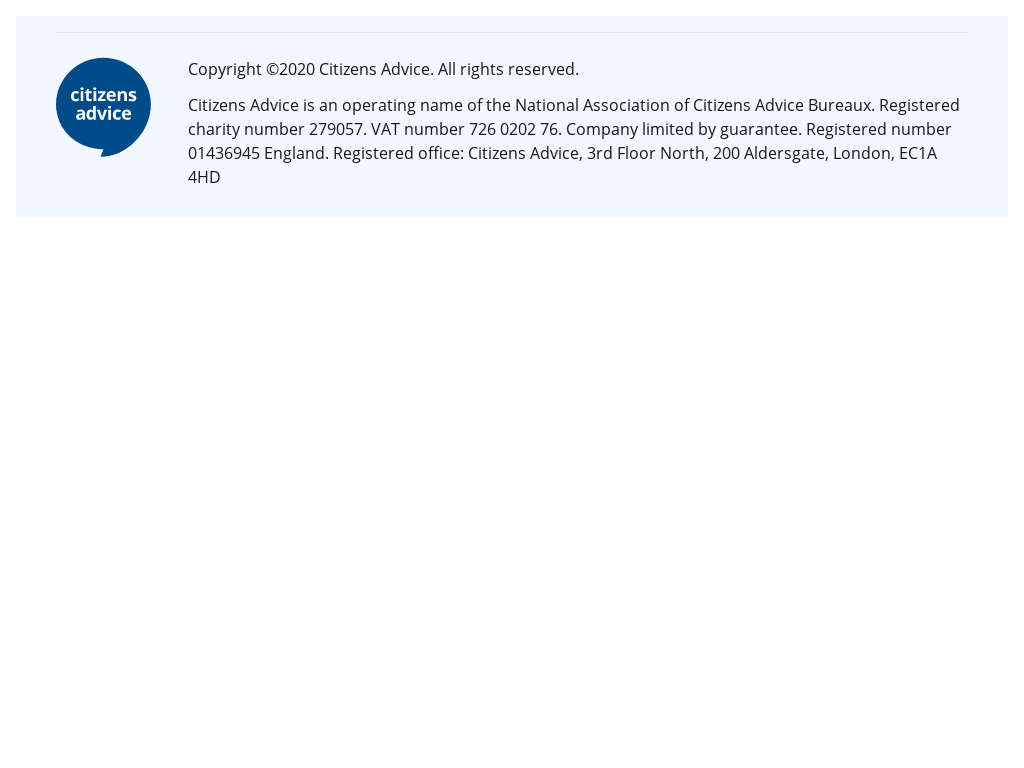 citizens
advice
Copyright ©2020 Citizens Advice. All rights reserved.
Citizens Advice is an operating name of the National Association of Citizens Advice Bureaux. Registered
charity number 279057. VAT number 726 0202 76. Company limited by guarantee. Registered number
01436945 England. Registered office: Citizens Advice, 3rd Floor North, 200 Aldersgate, London, EC1A
4HD